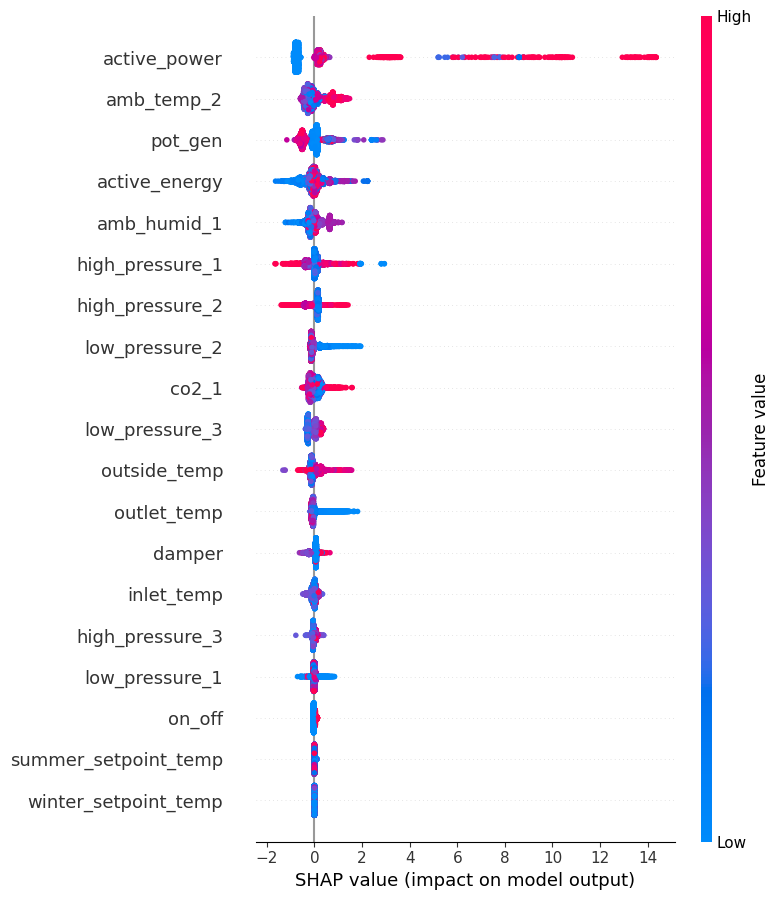 High
active_power
amb_temp_2
pot_gen
active_energy
amb_humid_1
high_pressure_1
high_pressure_2
low_pressure_2
co2_1
low_pressure_3
outside_temp
outlet_temp
damper
inlet_temp
high_pressure_3
low_pressure_1
on_off
summer_setpoint_temp
winter_setpoint_temp
Feature value
Low
−2 0 2 4 6 8 10 12 14
SHAP value (impact on model output)